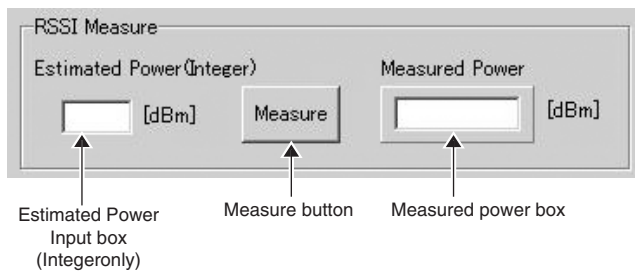 RSSI Measure
Estimated Power(Integer)
Measured Power
[dBm]
Measure
[dBm]
Estimated Power
Input box
(Integeronly)
Measure button
Measured power box